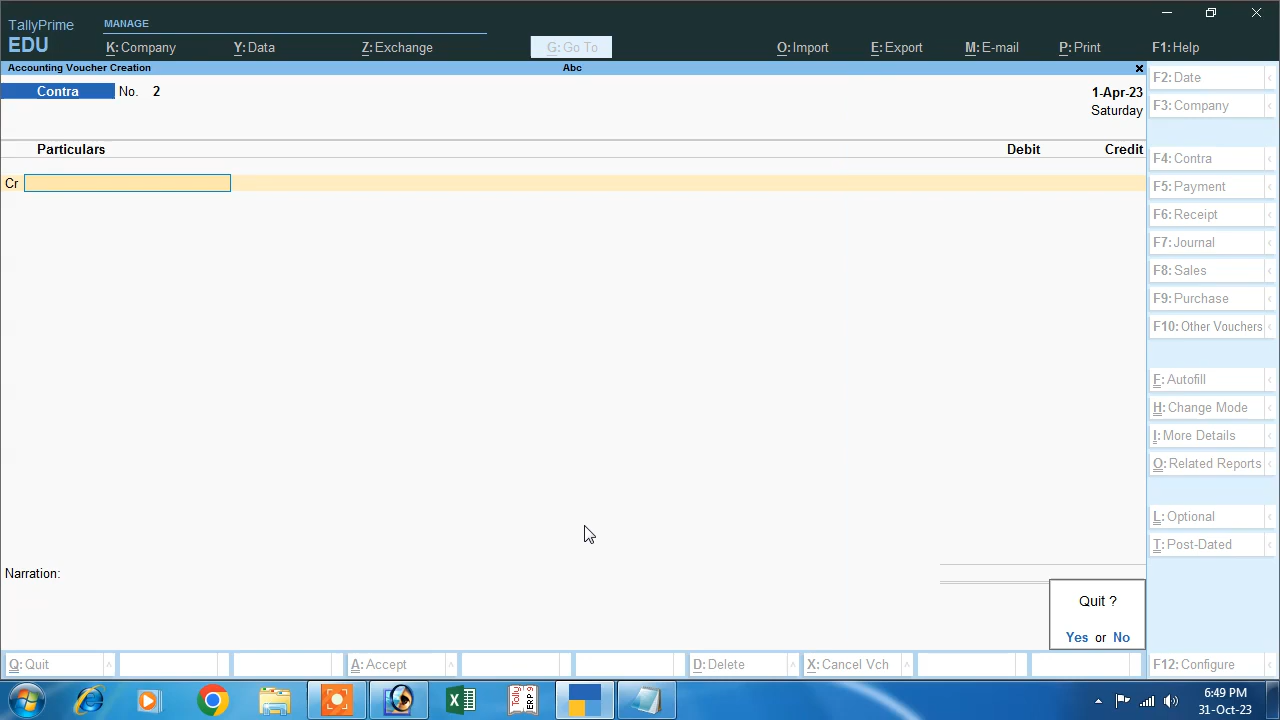 TallyPrime
EDU
MANAGE
K: Company
Y: Data
Z: Exchange
G: Go To
O: Import
E: Export
M: E-mail
P: Print
F1: Help
Accounting Voucher Creation
Abc
Contra No. 2
1-Apr-23
Saturday
Particulars
Debit
Credit
Cr
Narration:
Quit ?
Yes or No
F2: Date
F3: Company
F4: Contra
F5: Payment
F6: Receipt
F7: Journal
F8: Sales
F9: Purchase
F10: Other Vouchers
F: Autofill
H: Change Mode
I: More Details
O: Related Reports
L: Optional
T: Post-Dated
Q: Quit
A: Accept
D: Delete
X: Cancel Vch
F12: Configure
Tally
ERP 9
6:49 PM
31-Oct-23